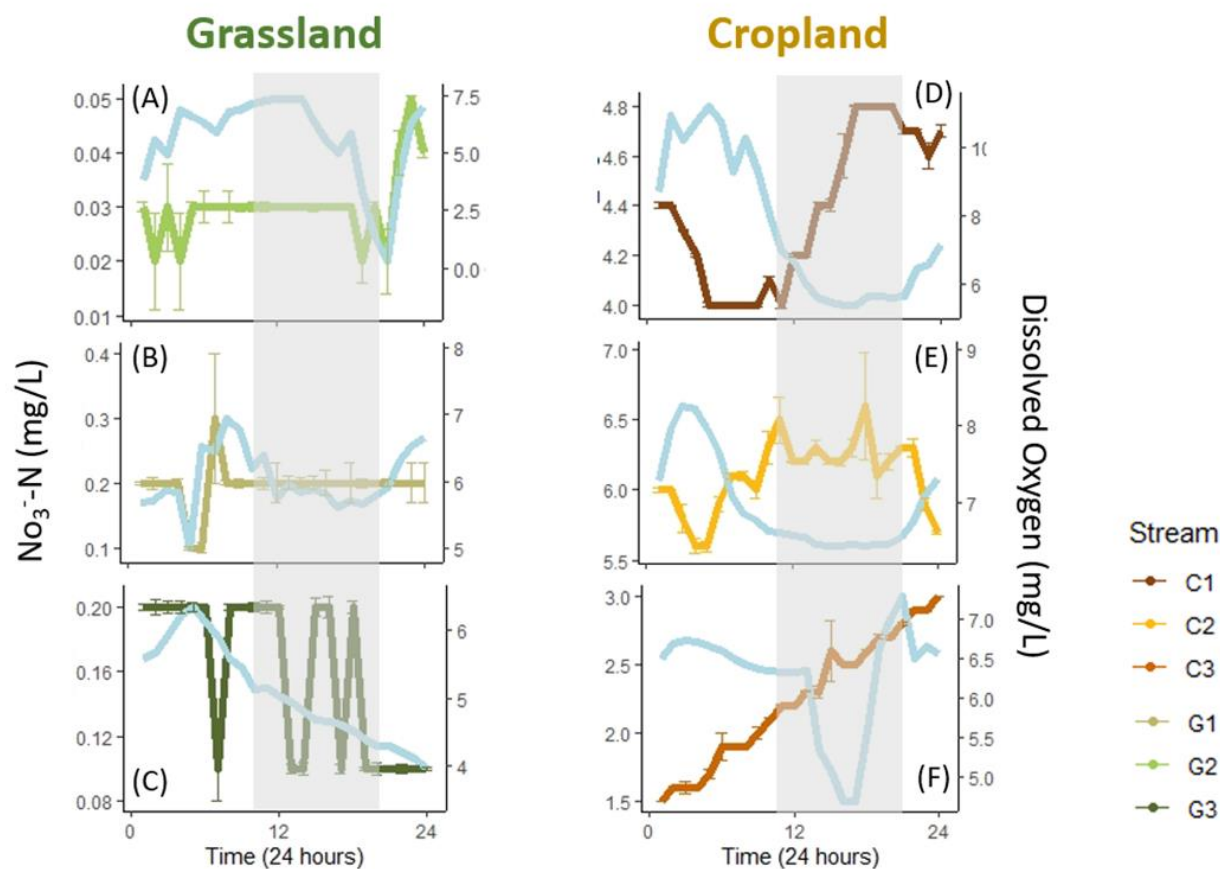 Grassland
Cropland
(A)
0.05
0.04
0.03
0.02
0.01
7.5
5.0
2.5
0.0
(D)
4.8
4.6
4.4
4.2
4.0
8
6
(B)
0.4
0.3
0.2
0.1
8
7
6
5
(E)
7.0
6.5
6.0
5.5
9
8
7
(C)
0.20
0.16
0.12
0.08
6
5
4
0
12
24
Time (24 hours)
(F)
3.0
2.5
2.0
1.5
7.0
6.5
6.0
5.5
5.0
0
12
24
Time (24 hours)
No₃⁻-N (mg/L)
Dissolved Oxygen (mg/L)
Stream
C1
C2
C3
G1
G2
G3